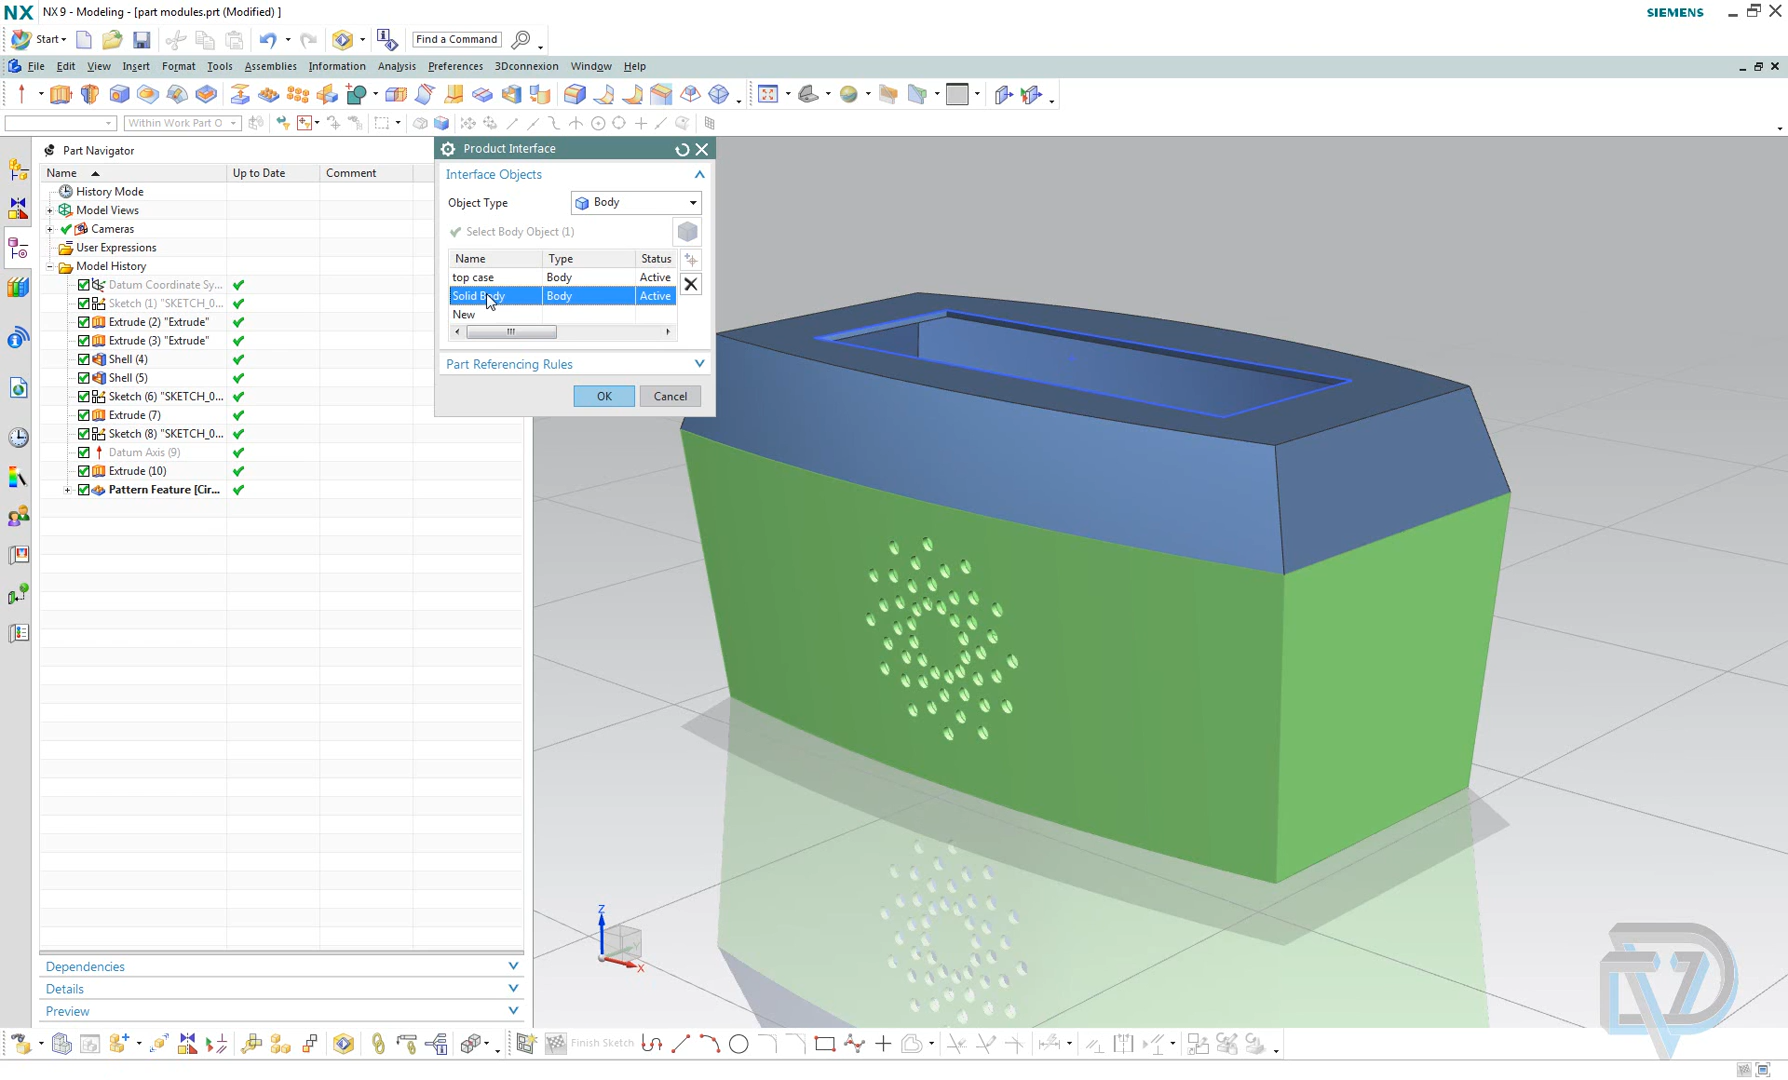 NX NX 9 - Modeling - [part modules.prt (Modified) ] SIEMENS
Start Find a Command
File Edit View Insert Format Tools Assemblies Information Analysis Preferences 3Dconnexion Window Help
Within Work Part O
Part Navigator
Name Up to Date Comment
History Mode
Model Views
Cameras
User Expressions
Model History
Datum Coordinate Sy...
Sketch (1) "SKETCH_0...
Extrude (2) "Extrude"
Extrude (3) "Extrude"
Shell (4)
Shell (5)
Sketch (6) "SKETCH_0...
Extrude (7)
Sketch (8) "SKETCH_0...
Datum Axis (9)
Extrude (10)
Pattern Feature [Cir...
Dependencies
Details
Preview
Product Interface
Interface Objects
Object Type Body
Select Body Object (1)
Name Type Status
top case Body Active
Solid Body Body Active
New
Part Referencing Rules
OK Cancel
Z
Y
X
Finish Sketch